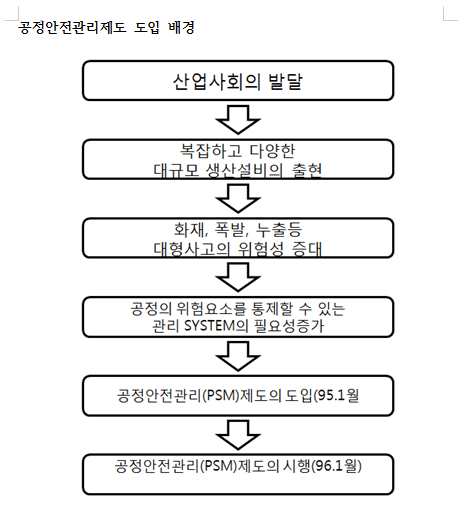 공정안전관리제도 도입 배경
산업사회의 발달
복잡하고 다양한
대규모 생산설비의 출현
화재, 폭발, 누출등
대형사고의 위험성 증대
공정의 위험요소를 통제할 수 있는
관리 SYSTEM의 필요성증가
공정안전관리(PSM)제도의 도입(95.1월
공정안전관리(PSM)제도의 시행(96.1월)